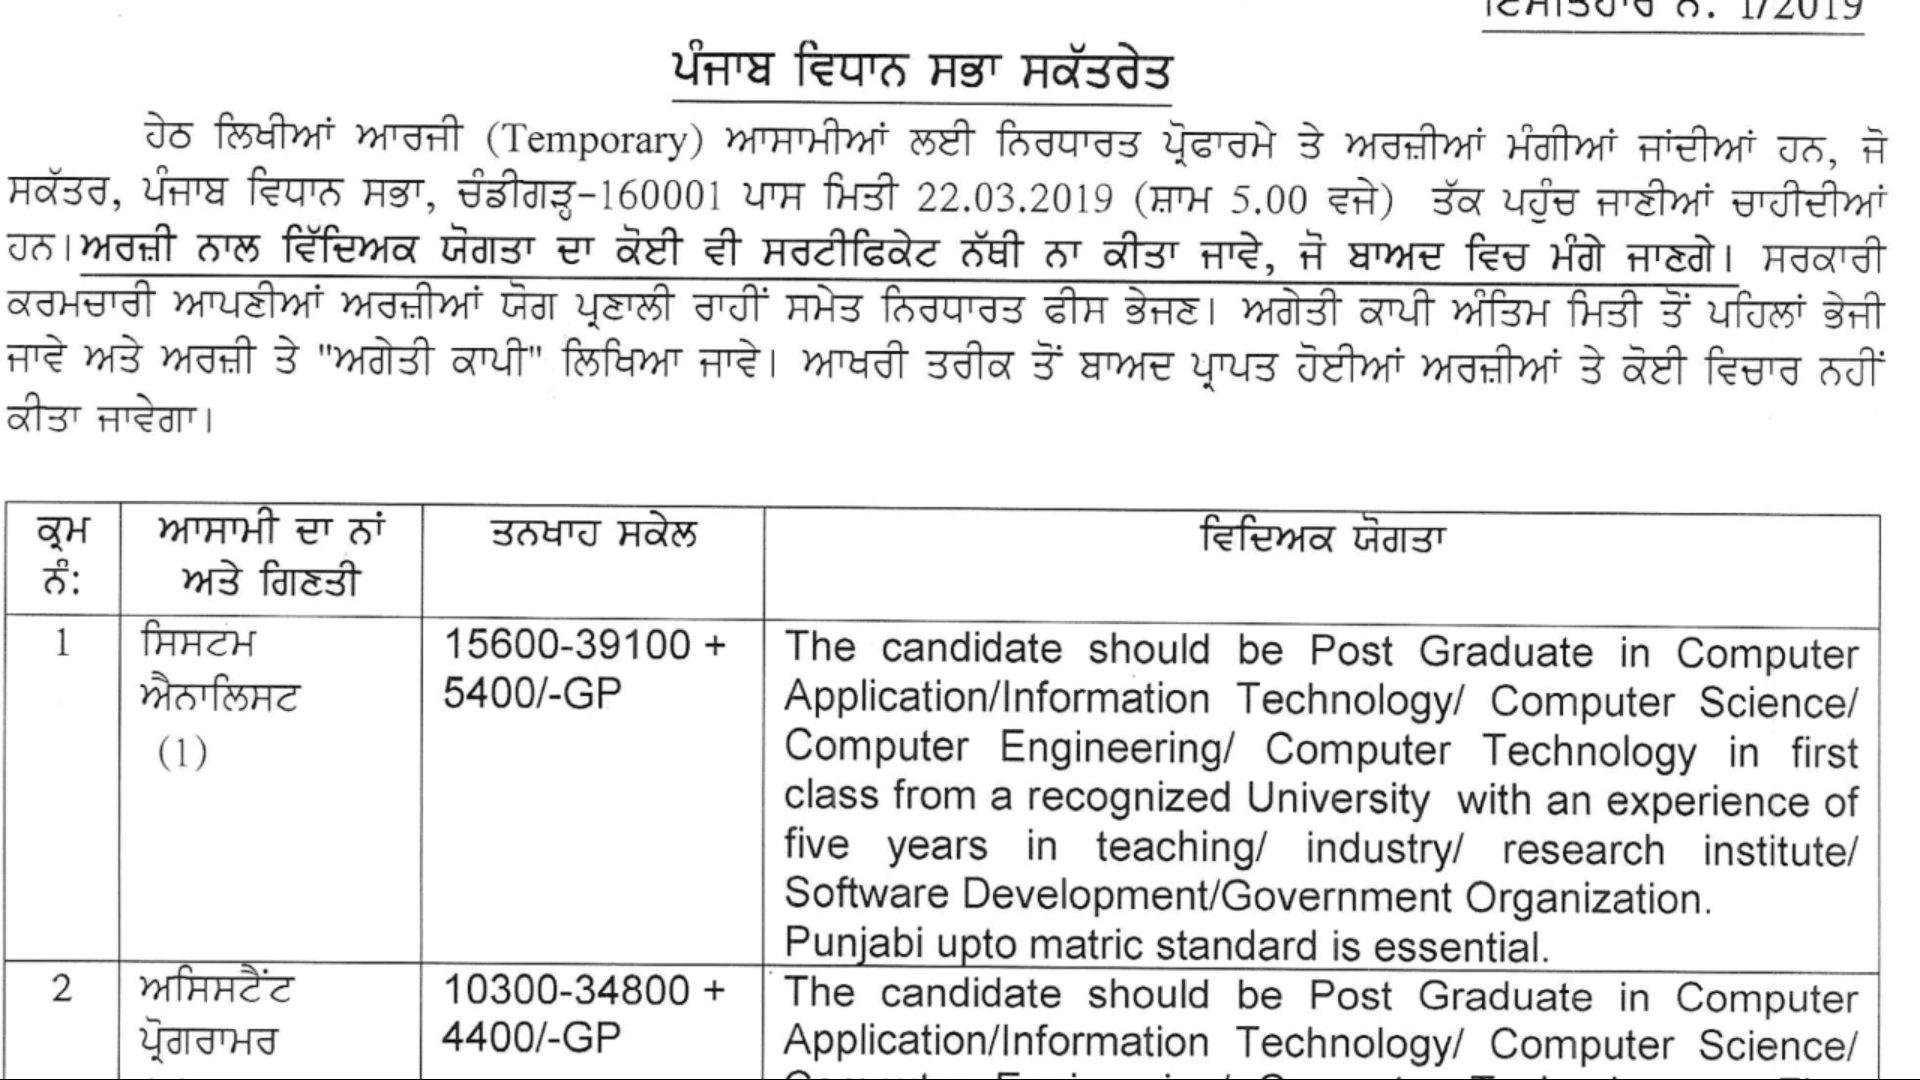 ਇਸ਼ਤਿਹਾਰ ਨੰ. 1/2019
ਪੰਜਾਬ ਵਿਧਾਨ ਸਭਾ ਸਕੱਤਰੇਤ
ਹੇਠ ਲਿਖੀਆਂ ਆਰਜੀ (Temporary) ਆਸਾਮੀਆਂ ਲਈ ਨਿਰਧਾਰਤ ਪ੍ਰੋਫਾਰਮੇ ਤੇ ਅਰਜ਼ੀਆਂ ਮੰਗੀਆਂ ਜਾਂਦੀਆਂ ਹਨ, ਜੋ
ਸਕੱਤਰ, ਪੰਜਾਬ ਵਿਧਾਨ ਸਭਾ, ਚੰਡੀਗੜ੍ਹ-160001 ਪਾਸ ਮਿਤੀ 22.03.2019 (ਸ਼ਾਮ 5.00 ਵਜੇ) ਤੱਕ ਪਹੁੰਚ ਜਾਣੀਆਂ ਚਾਹੀਦੀਆਂ
ਹਨ। ਅਰਜ਼ੀ ਨਾਲ ਵਿੱਦਿਅਕ ਯੋਗਤਾ ਦਾ ਕੋਈ ਵੀ ਸਰਟੀਫਿਕੇਟ ਨੱਥੀ ਨਾ ਕੀਤਾ ਜਾਵੇ, ਜੋ ਬਾਅਦ ਵਿਚ ਮੰਗੇ ਜਾਣਗੇ। ਸਰਕਾਰੀ
ਕਰਮਚਾਰੀ ਆਪਣੀਆਂ ਅਰਜ਼ੀਆਂ ਯੋਗ ਪ੍ਰਣਾਲੀ ਰਾਹੀਂ ਸਮੇਤ ਨਿਰਧਾਰਤ ਫੀਸ ਭੇਜਣ। ਅਗੇਤੀ ਕਾਪੀ ਅੰਤਿਮ ਮਿਤੀ ਤੋਂ ਪਹਿਲਾਂ ਭੇਜੀ
ਜਾਵੇ ਅਤੇ ਅਰਜ਼ੀ ਤੇ "ਅਗੇਤੀ ਕਾਪੀ" ਲਿਖਿਆ ਜਾਵੇ। ਆਖਰੀ ਤਰੀਕ ਤੋਂ ਬਾਅਦ ਪ੍ਰਾਪਤ ਹੋਈਆਂ ਅਰਜ਼ੀਆਂ ਤੇ ਕੋਈ ਵਿਚਾਰ ਨਹੀਂ
ਕੀਤਾ ਜਾਵੇਗਾ।
ਕ੍ਰਮ
ਨੰ:
ਆਸਾਮੀ ਦਾ ਨਾਂ
ਅਤੇ ਗਿਣਤੀ
ਤਨਖਾਹ ਸਕੇਲ
ਵਿਦਿਅਕ ਯੋਗਤਾ
1
ਸਿਸਟਮ
ਐਨਾਲਿਸਟ
(1)
15600-39100 +
5400/-GP
The candidate should be Post Graduate in Computer
Application/Information Technology/ Computer Science/
Computer Engineering/ Computer Technology in first
class from a recognized University with an experience of
five years in teaching/ industry/ research institute/
Software Development/Government Organization.
Punjabi upto matric standard is essential.
2
ਅਸਿਸਟੈਂਟ
ਪ੍ਰੋਗਰਾਮਰ
10300-34800 +
4400/-GP
The candidate should be Post Graduate in Computer
Application/Information Technology/ Computer Science/